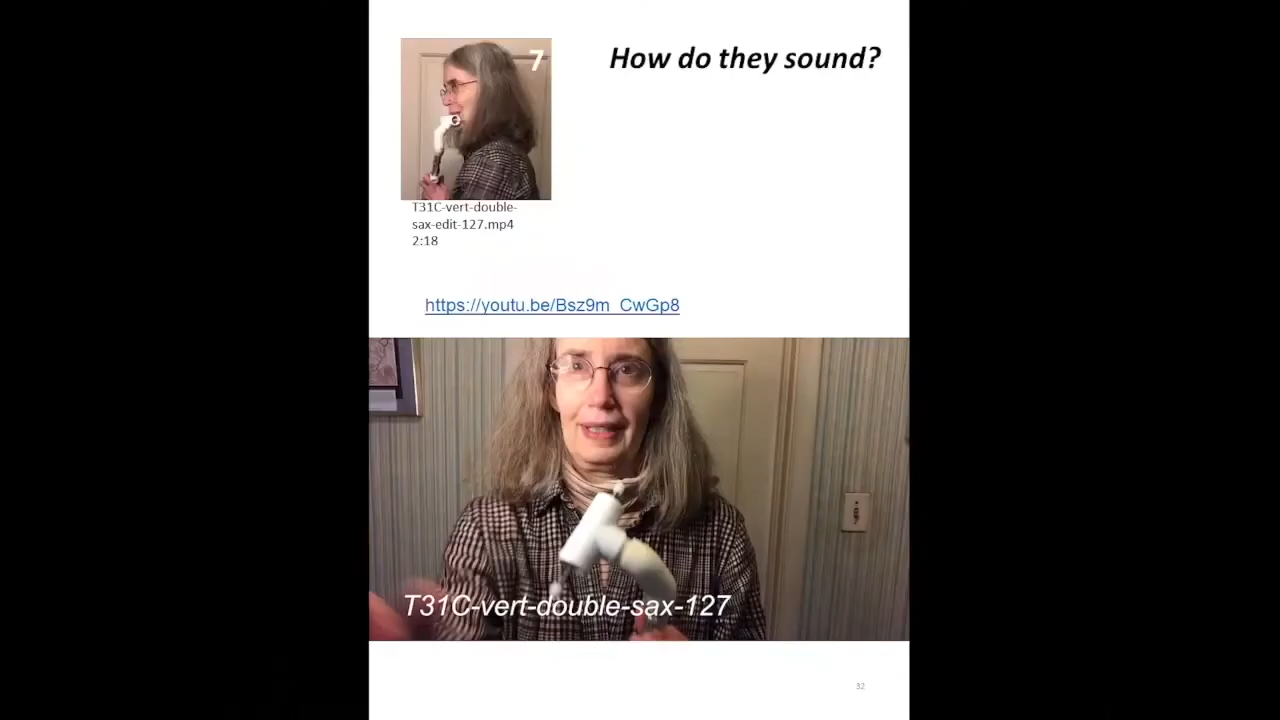 7
How do they sound?
T31C-vert-double-
sax-edit-127.mp4
2:18
https://youtu.be/Bsz9m_CwGp8
T31C-vert-double-sax-127
32